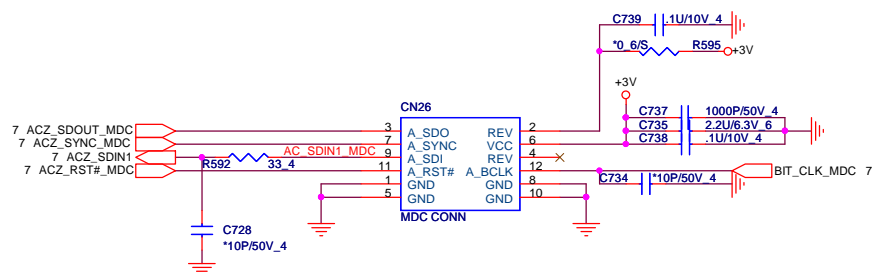 C739 .1U/10V_4
*0_6/S R595 +3V
+3V
CN26
C737 1000P/50V_4
7 ACZ_SDOUT_MDC 3 A_SDO REV 2 C735 2.2U/6.3V_6
7 ACZ_SYNC_MDC 7 A_SYNC VCC 6 C738 .1U/10V_4
7 ACZ_SDIN1 R592 33_4 AC_SDIN1_MDC 9 A_SDI REV 4
7 ACZ_RST#_MDC 11 A_RST# A_BCLK 12 BIT_CLK_MDC 7
1 GND GND 8 C734 *10P/50V_4
5 GND GND 10
MDC CONN
C728
*10P/50V_4